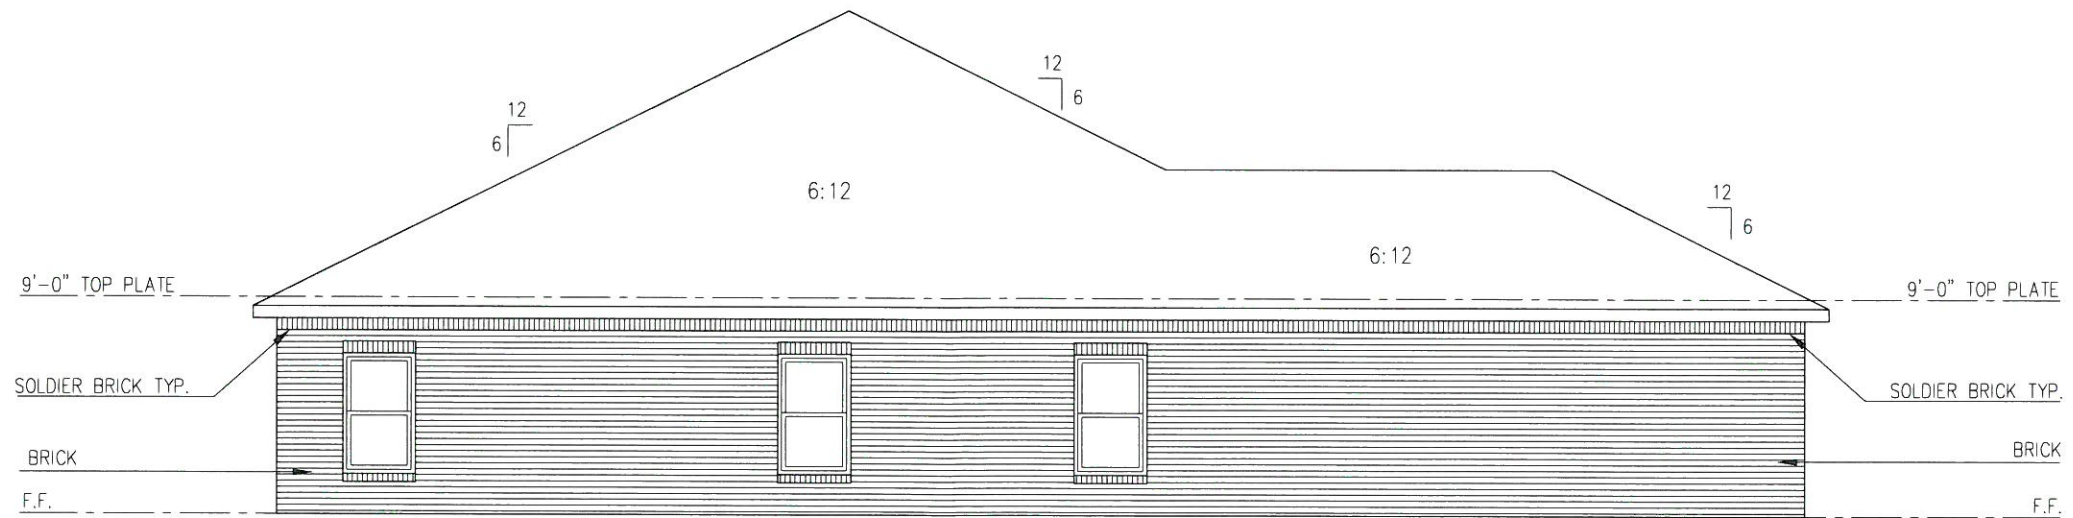 12
6
12
6
6:12
12
6
6:12
9'-0" TOP PLATE
9'-0" TOP PLATE
SOLDIER BRICK TYP.
SOLDIER BRICK TYP.
BRICK
BRICK
F.F.
F.F.